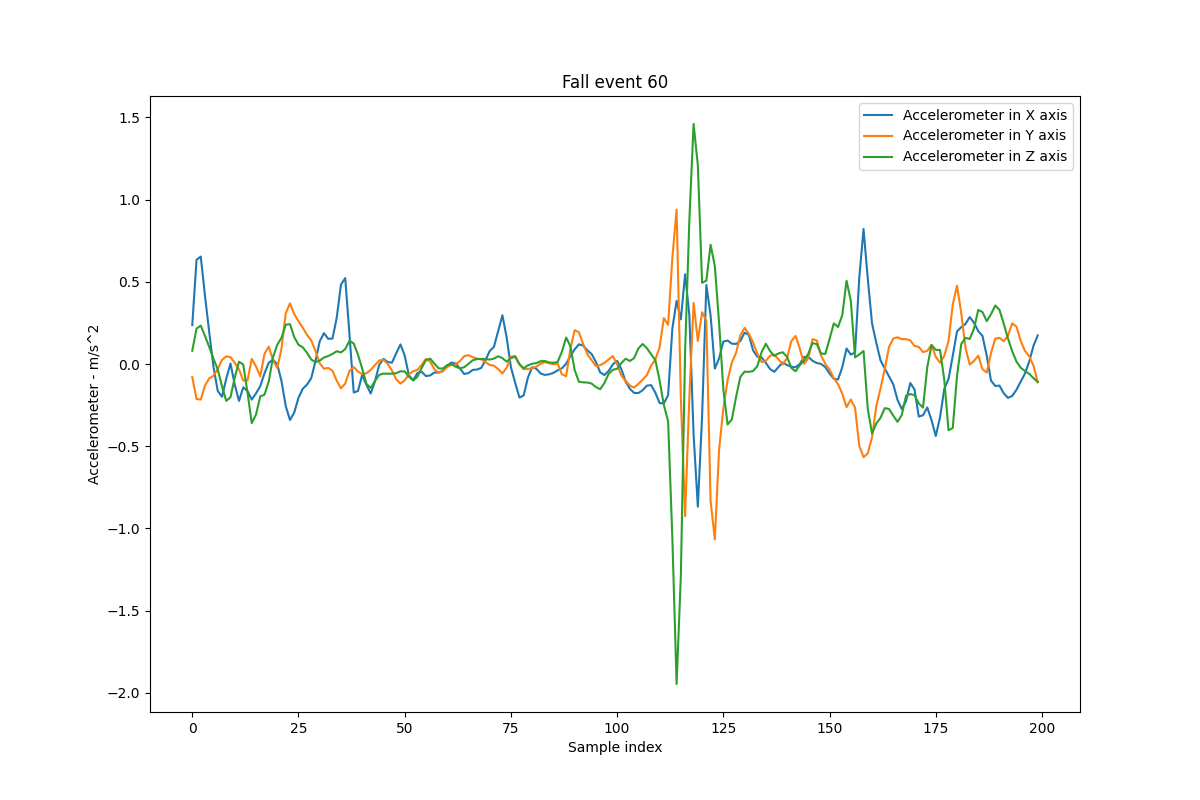 Fall event 60
Accelerometer in X axis
Accelerometer in Y axis
Accelerometer in Z axis
1.5
1.0
0.5
0.0
−0.5
−1.0
−1.5
−2.0
Accelerometer - m/s^2
0 25 50 75 100 125 150 175 200
Sample index